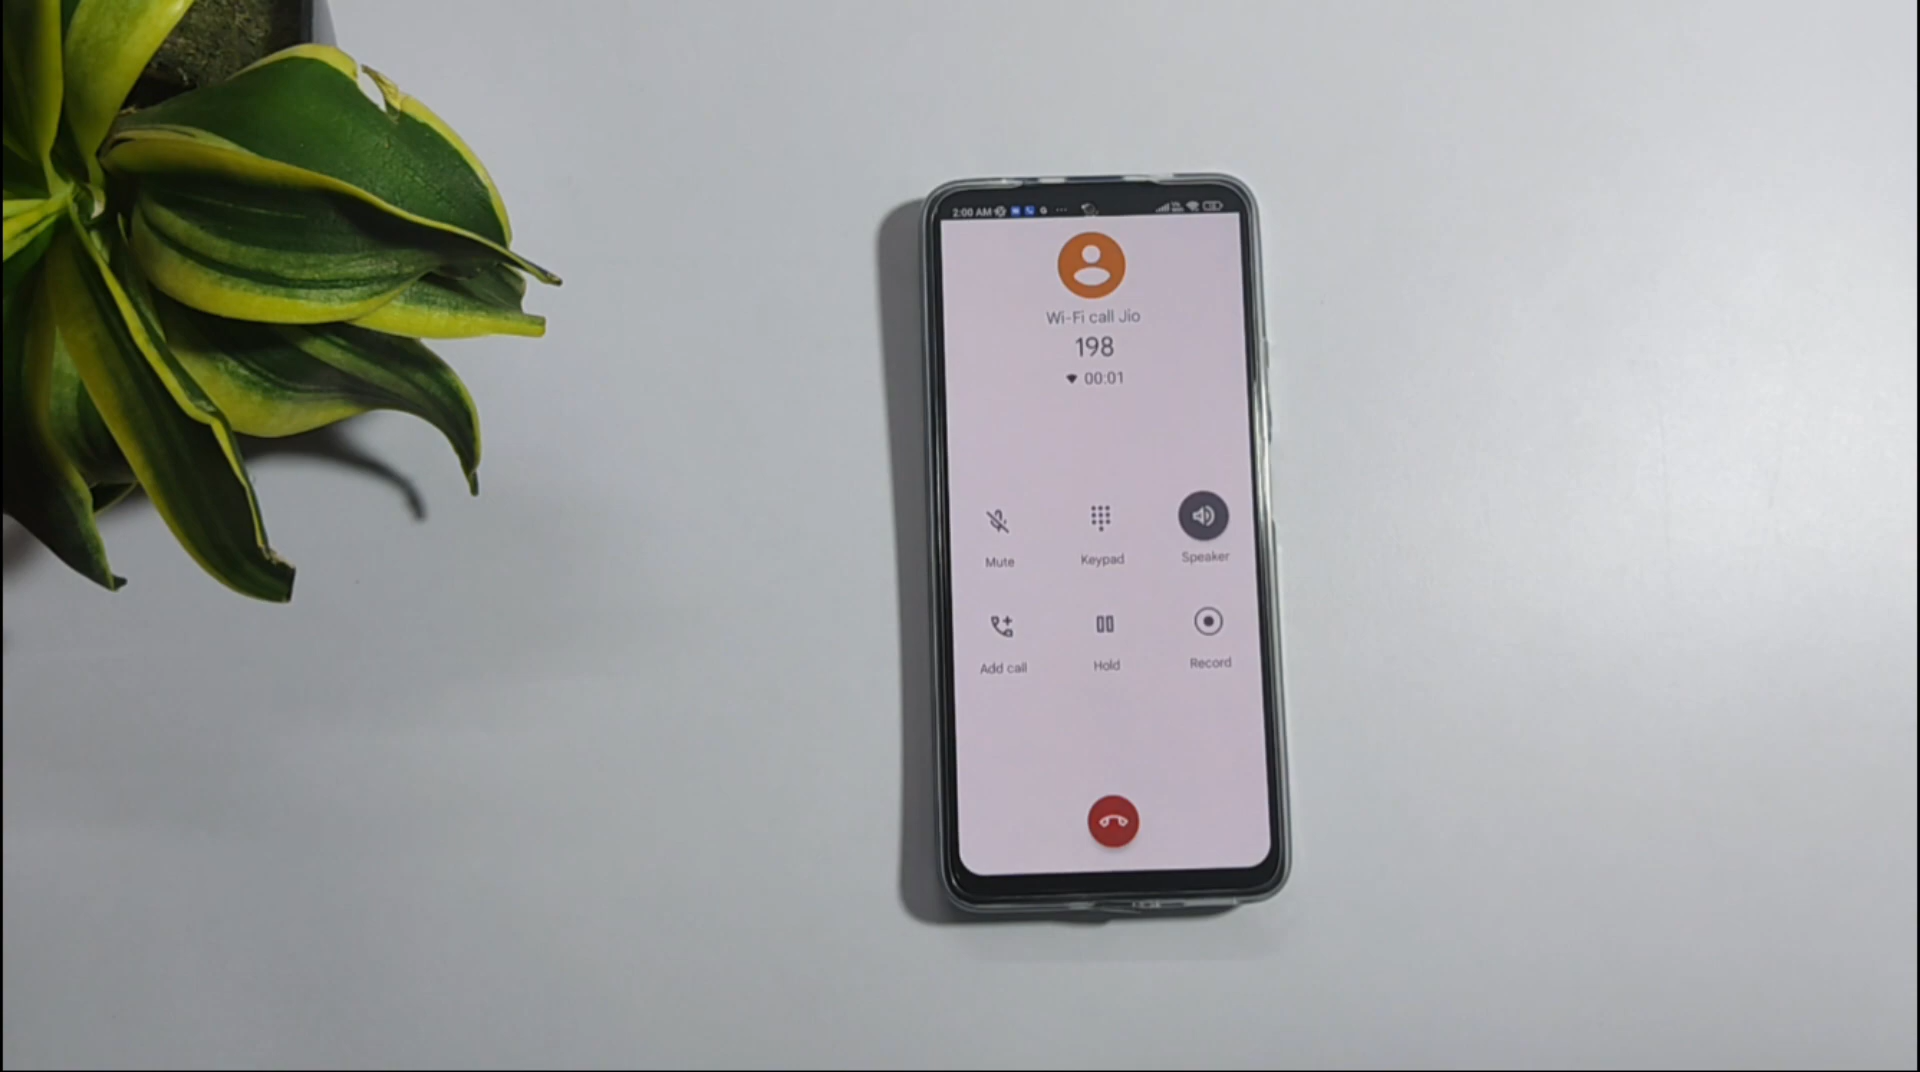 2:00 AM
Wi-Fi call Jio
198
00:01
Mute Keypad Speaker
Add call Hold Record